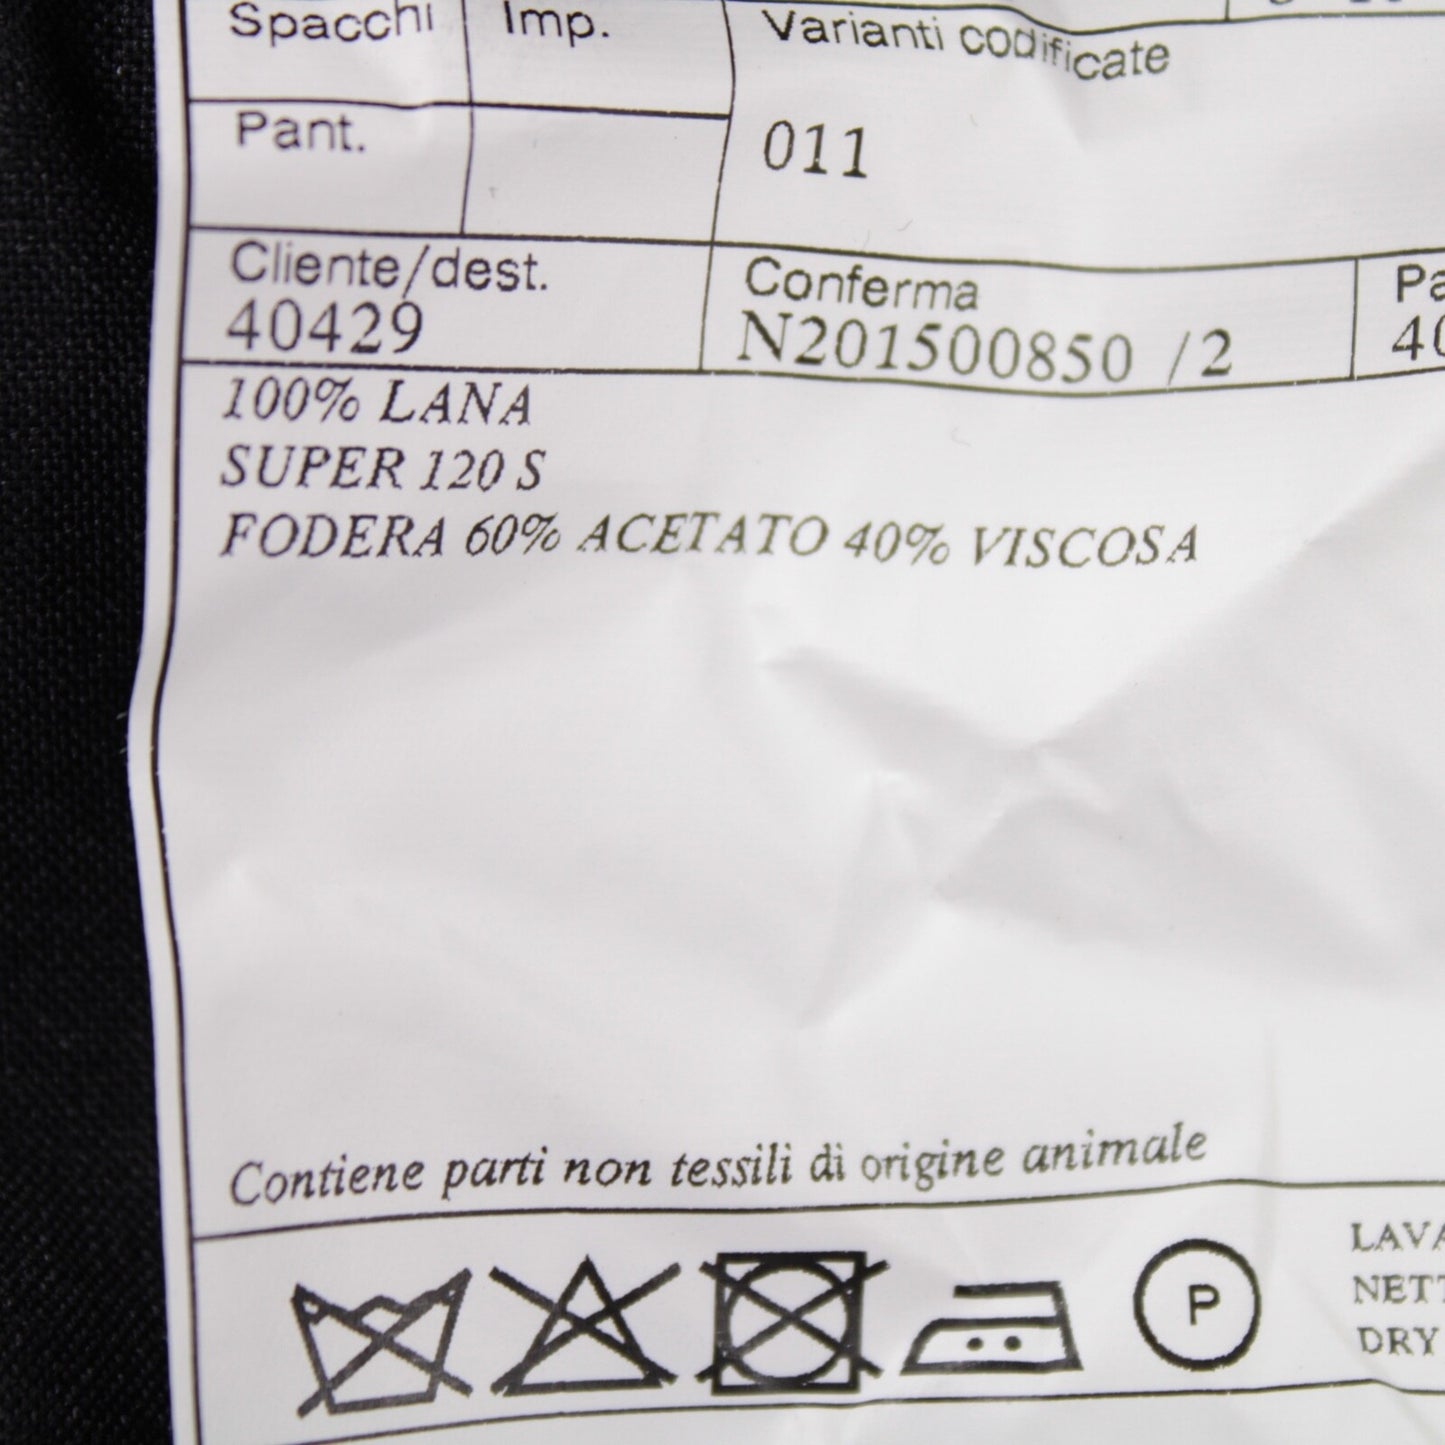 Spacchi Imp. Varianti codificate
Pant. 011
Cliente/dest. Conferma
40429 N201500850 /2
100% LANA
SUPER 120 S
FODERA 60% ACETATO 40% VISCOSA
Contiene parti non tessili di origine animale
P
DRY